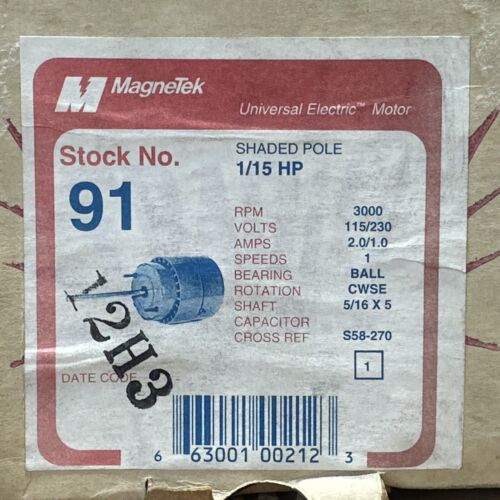 MagneTek
Universal Electric™ Motor
Stock No.
91
SHADED POLE
1/15 HP
RPM 3000
VOLTS 115/230
AMPS 2.0/1.0
SPEEDS 1
BEARING BALL
ROTATION CWSE
SHAFT 5/16 X 5
CAPACITOR
CROSS REF S58-270
1
DATE CODE
12H3
6 63001 00212 3